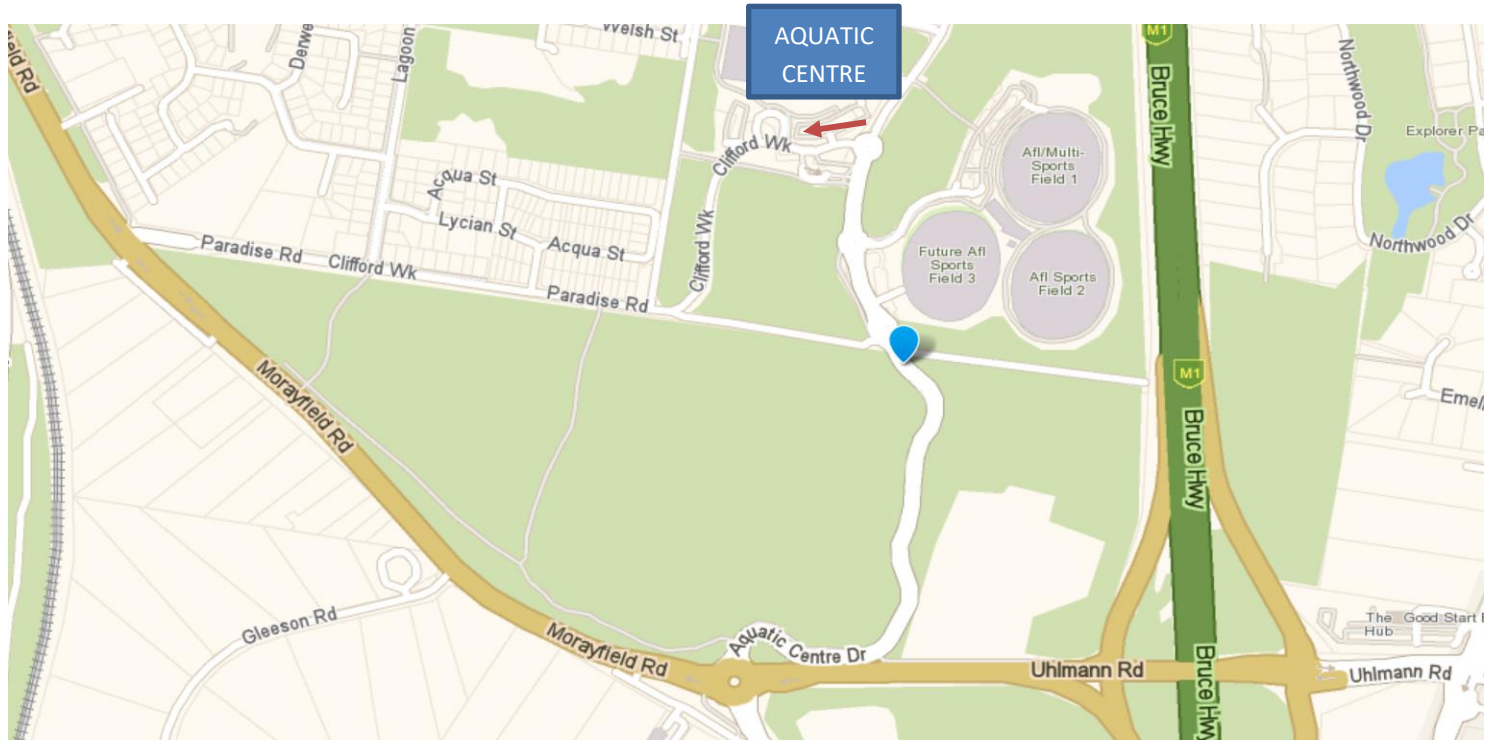 AQUATIC
CENTRE
Welsh St
M1
Bruce Hwy
Northwood Dr
Derwe
Lagoon
field Rd
Explorer Pa
Clifford Wk
Afl/Multi-
Sports
Field 1
Acqua St
Lycian St
Acqua St
Clifford Wk
Northwood Dr
Paradise Rd
Clifford Wk
Future Afl
Sports
Field 3
Afl Sports
Field 2
Paradise Rd
M1
Emel
Morayfield Rd
Bruce Hwy
Gleeson Rd
The Good Start E
Hub
Morayfield Rd
Aquatic Centre Dr
Uhlmann Rd
Bruce Hwy
Uhlmann Rd